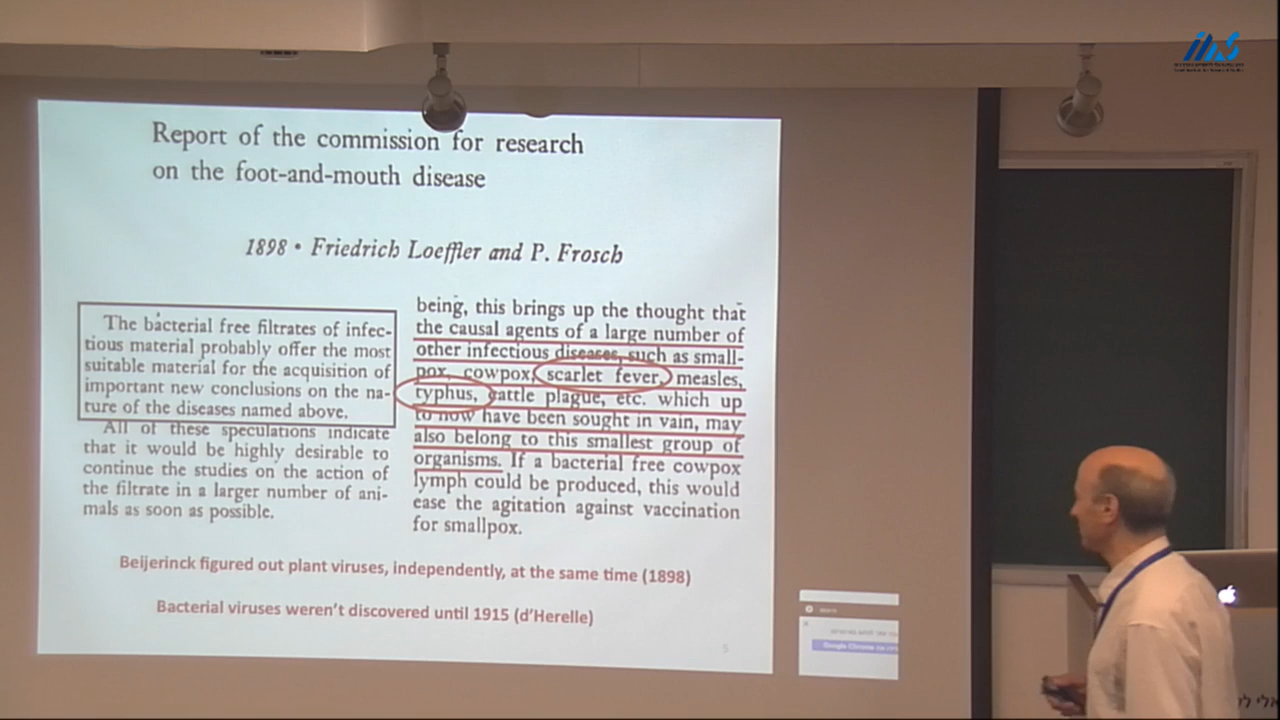 Report of the commission for research
on the foot-and-mouth disease
1898 • Friedrich Loeffler and P. Frosch
The bacterial free filtrates of infec-
tious material probably offer the most
suitable material for the acquisition of
important new conclusions on the na-
ture of the diseases named above.
All of these speculations indicate
that it would be highly desirable to
continue the studies on the action of
the filtrate in a larger number of ani-
mals as soon as possible.
being, this brings up the thought that
the causal agents of a large number of
other infectious diseases, such as small-
pox, cowpox, scarlet fever, measles,
typhus, cattle plague, etc. which up
to now have been sought in vain, may
also belong to this smallest group of
organisms. If a bacterial free cowpox
lymph could be produced, this would
ease the agitation against vaccination
for smallpox.
Beijerinck figured out plant viruses, independently, at the same time (1898)
Bacterial viruses weren't discovered until 1915 (d'Herelle)
5
Google Chrome